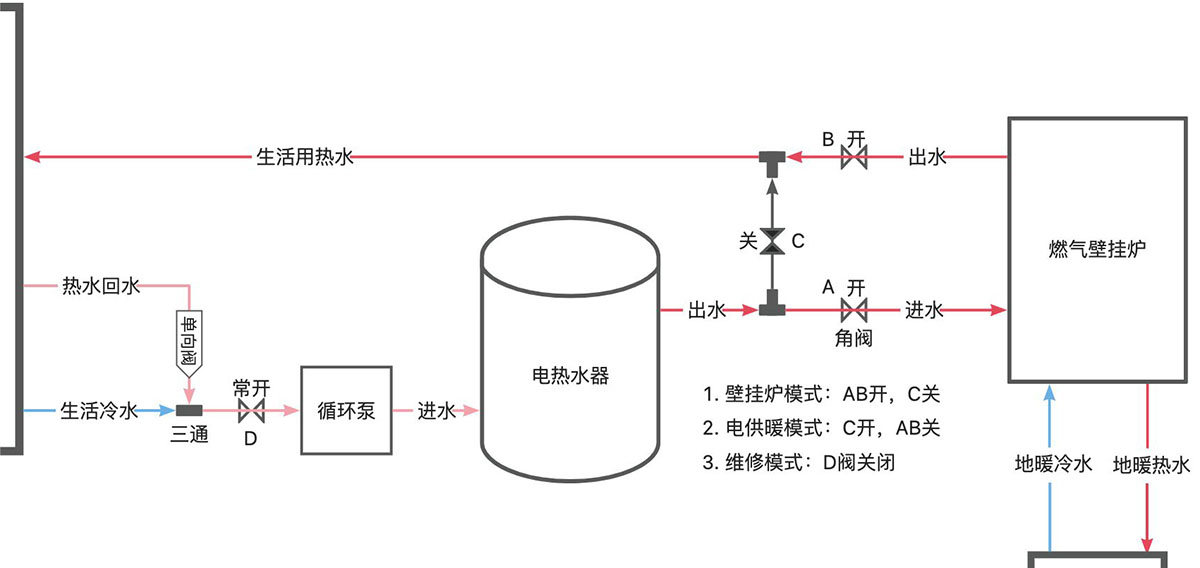 B 开
生活用热水
出水
关
C
燃气壁挂炉
热水回水
A 开
出水
进水
单向阀
角阀
电热水器
常开
1. 壁挂炉模式：AB开，C关
生活冷水
循环泵
进水
2. 电供暖模式：C开，AB关
三通
D
3. 维修模式：D阀关闭
地暖冷水
地暖热水